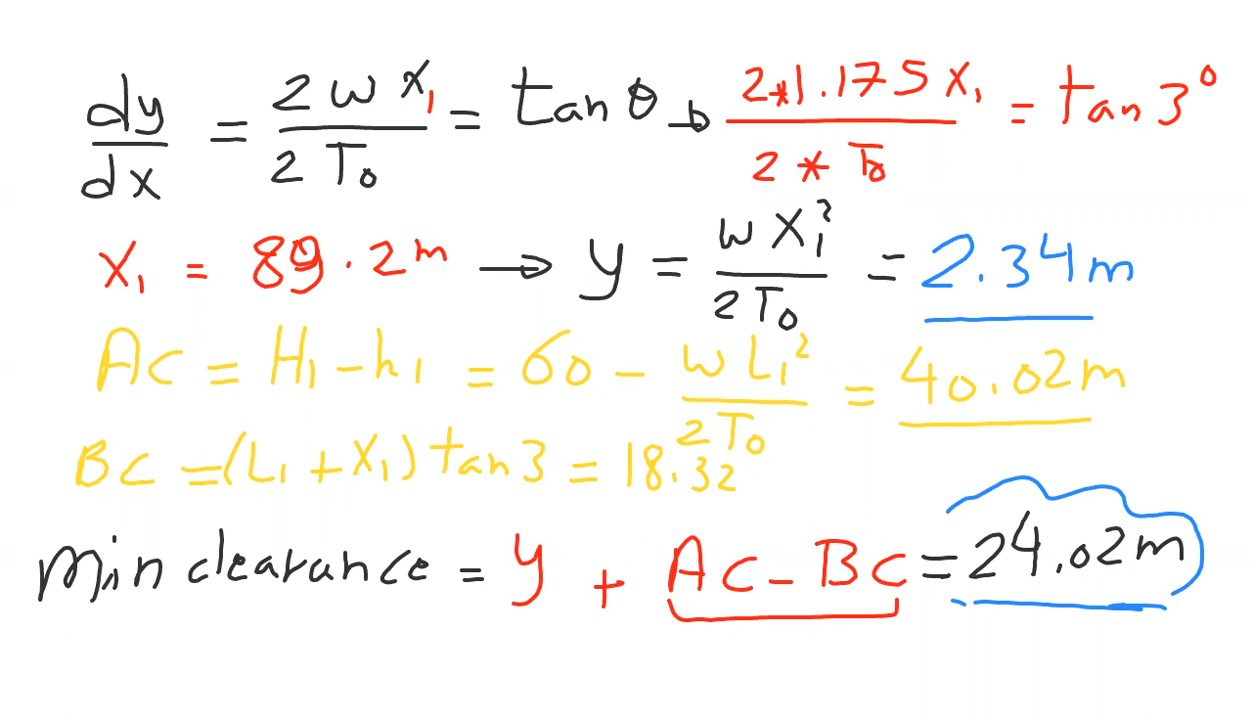 dy/dx = 2wx₁/2T₀ = tanθ → 2*1.175x₁/2*T₀ = tan3°
x₁ = 89.2m → y = wx₁²/2T₀ = 2.34m
AC = H₁-h₁ = 60 - wL₁²/2T₀ = 40.02m
BC = (L₁+x₁)tan3 = 18.32
min clearance = y + AC-BC = 24.02m